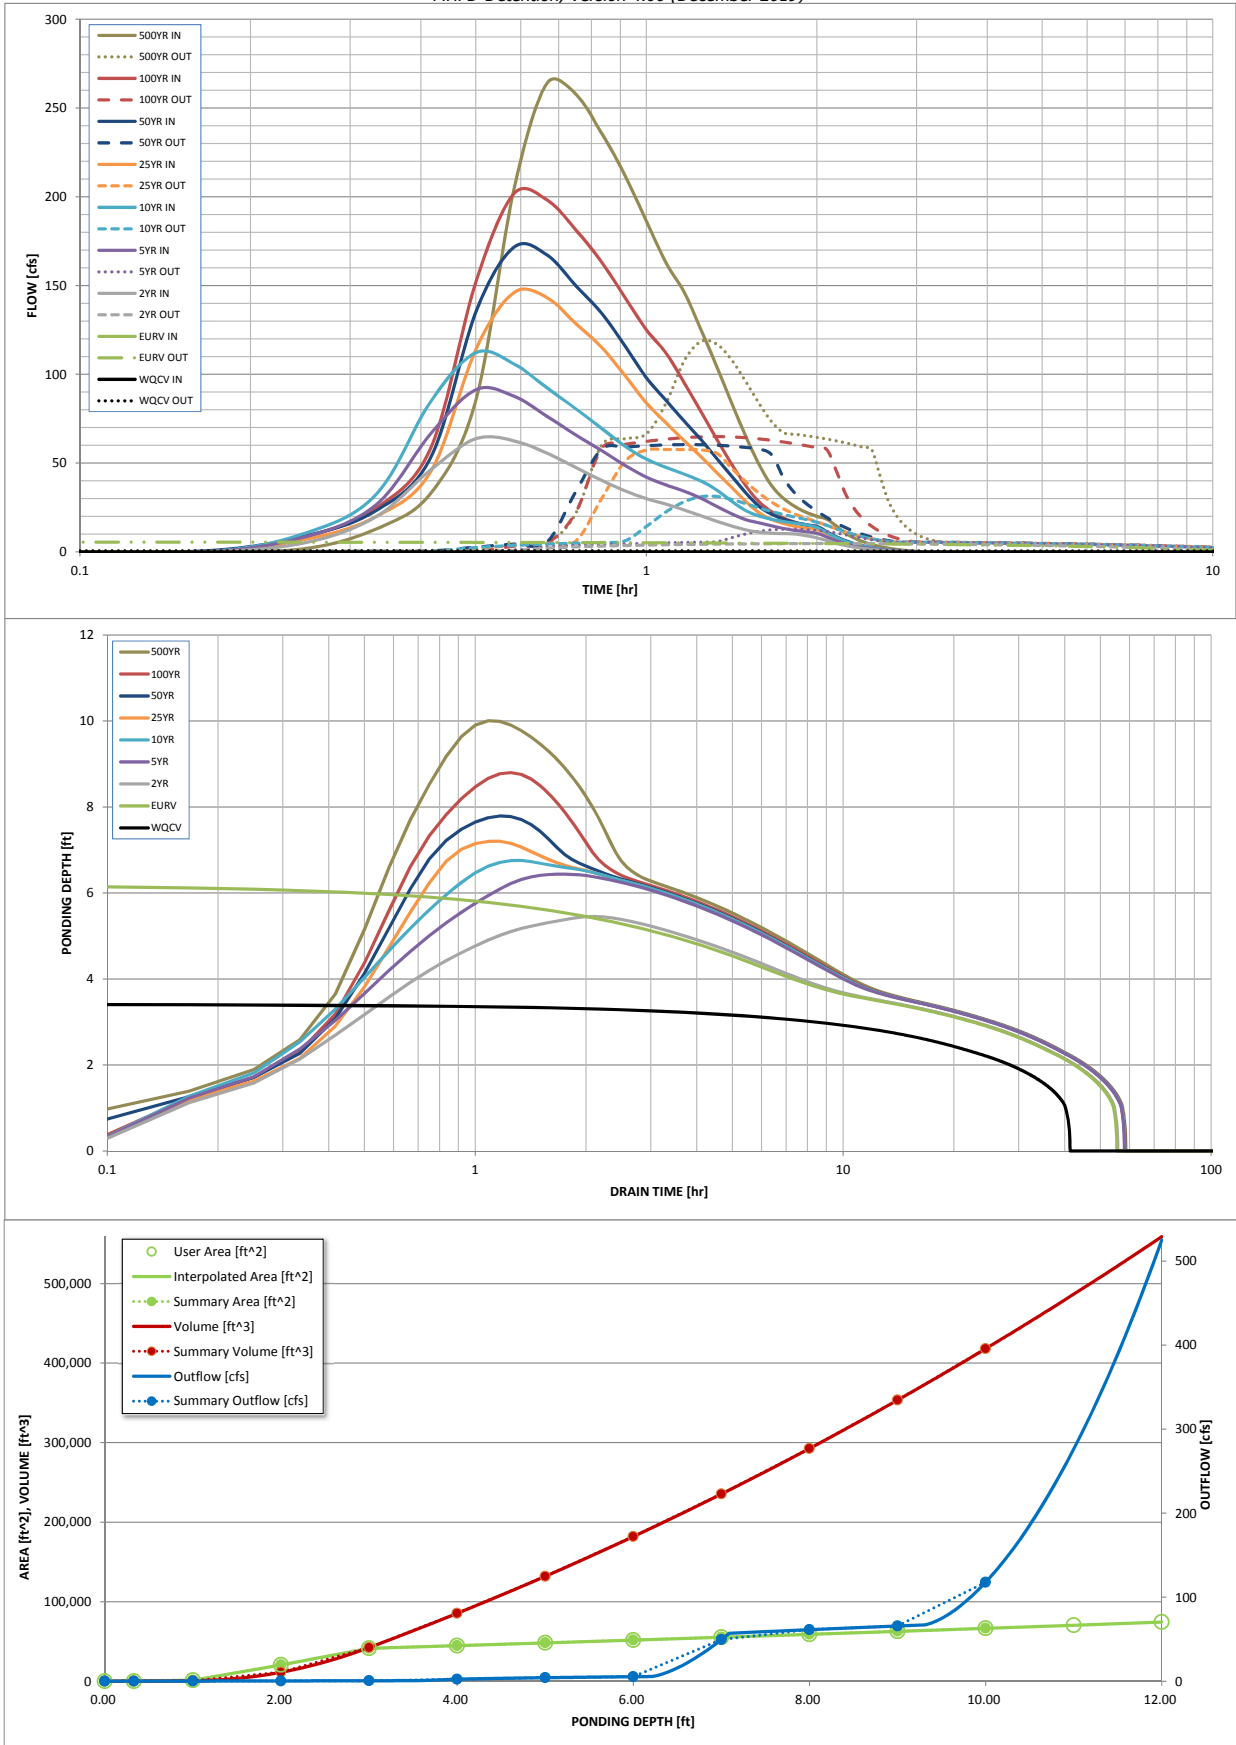 MHFD-Detention, Version 4.00 (December 2019)
300
250
200
150
100
50
0
FLOW [cfs]
500YR IN
500YR OUT
100YR IN
100YR OUT
50YR IN
50YR OUT
25YR IN
25YR OUT
10YR IN
10YR OUT
5YR IN
5YR OUT
2YR IN
2YR OUT
EURV IN
EURV OUT
WQCV IN
WQCV OUT
0.1 1 10
TIME [hr]
12
10
8
6
4
2
0
PONDING DEPTH [ft]
500YR
100YR
50YR
25YR
10YR
5YR
2YR
EURV
WQCV
0.1 1 10 100
DRAIN TIME [hr]
500,000
400,000
300,000
200,000
100,000
0
AREA [ft^2], VOLUME [ft^3]
User Area [ft^2]
Interpolated Area [ft^2]
Summary Area [ft^2]
Volume [ft^3]
Summary Volume [ft^3]
Outflow [cfs]
Summary Outflow [cfs]
500
400
300
200
100
0
OUTFLOW [cfs]
0.00 2.00 4.00 6.00 8.00 10.00 12.00
PONDING DEPTH [ft]